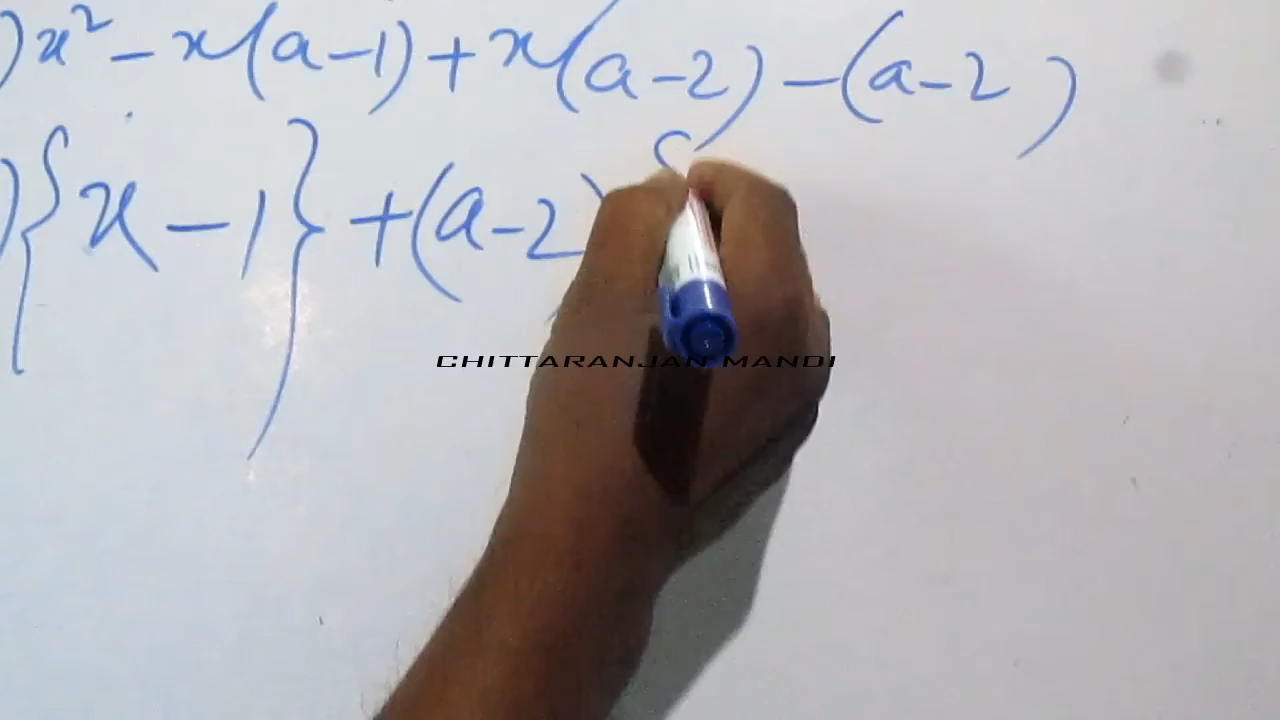 )x² - x(a-1) + x(a-2) - (a-2)
){x-1} + (a-2) {
CHITTARANJAN MANDI